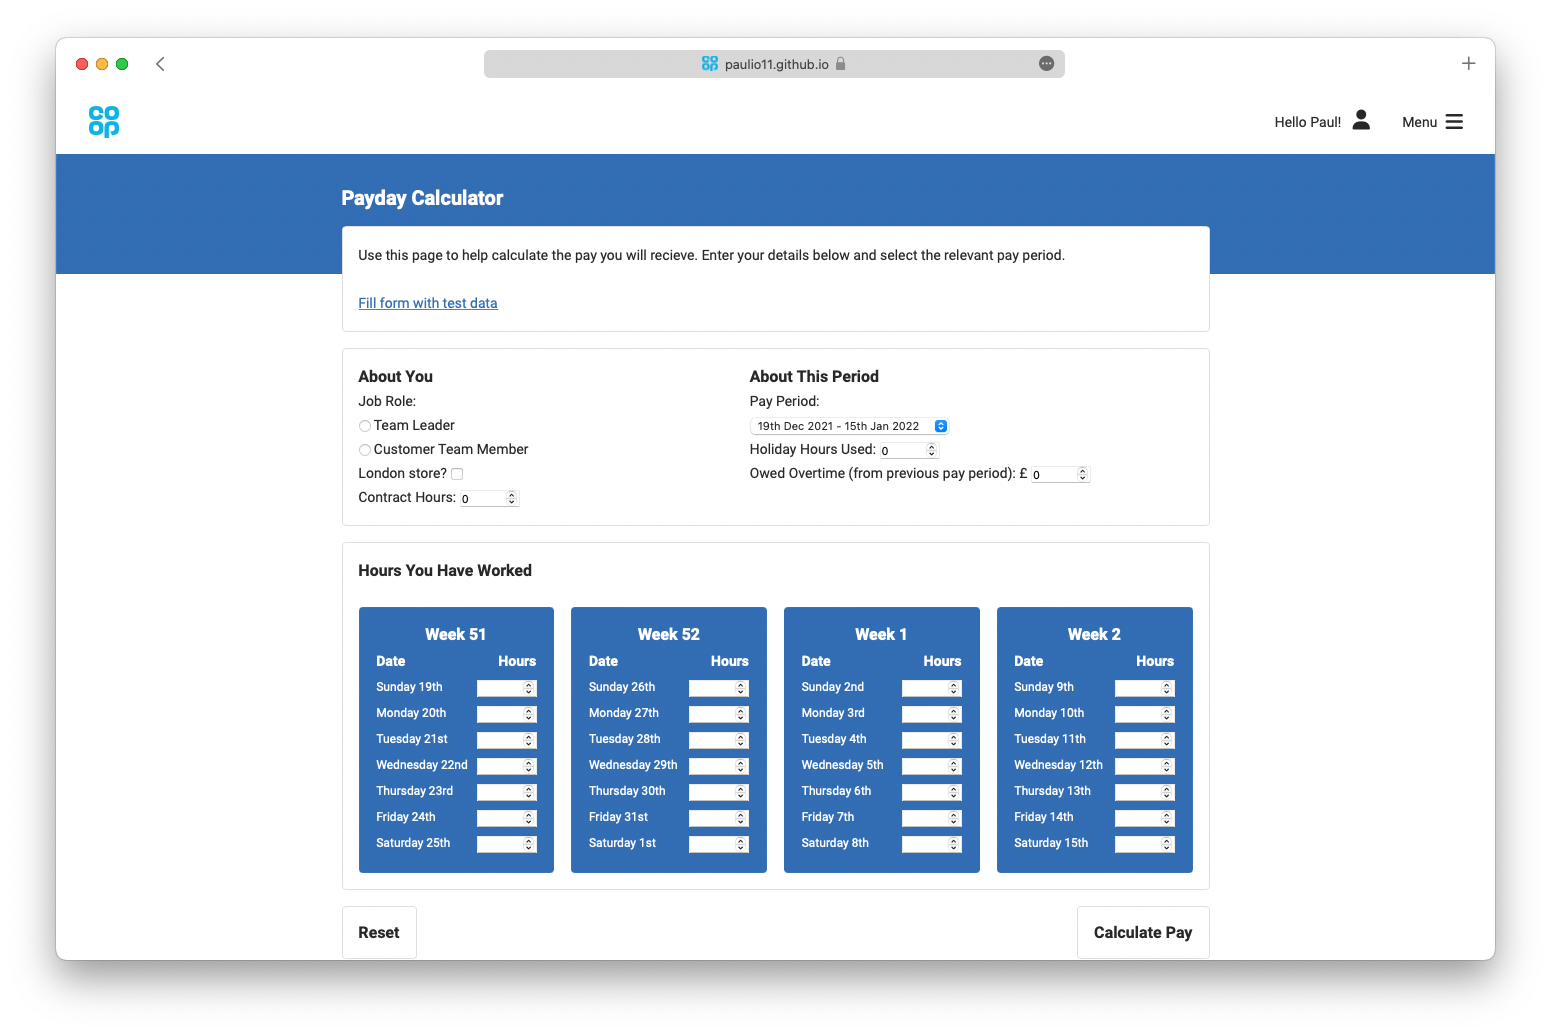 paulio11.github.io
CO
OP
Hello Paul!
Menu
Payday Calculator
Use this page to help calculate the pay you will recieve. Enter your details below and select the relevant pay period.
Fill form with test data
About You
Job Role:
Team Leader
Customer Team Member
London store?
Contract Hours: 0
About This Period
Pay Period:
19th Dec 2021 - 15th Jan 2022
Holiday Hours Used: 0
Owed Overtime (from previous pay period): £ 0
Hours You Have Worked
Week 51
Date Hours
Sunday 19th
Monday 20th
Tuesday 21st
Wednesday 22nd
Thursday 23rd
Friday 24th
Saturday 25th
Week 52
Date Hours
Sunday 26th
Monday 27th
Tuesday 28th
Wednesday 29th
Thursday 30th
Friday 31st
Saturday 1st
Week 1
Date Hours
Sunday 2nd
Monday 3rd
Tuesday 4th
Wednesday 5th
Thursday 6th
Friday 7th
Saturday 8th
Week 2
Date Hours
Sunday 9th
Monday 10th
Tuesday 11th
Wednesday 12th
Thursday 13th
Friday 14th
Saturday 15th
Reset
Calculate Pay